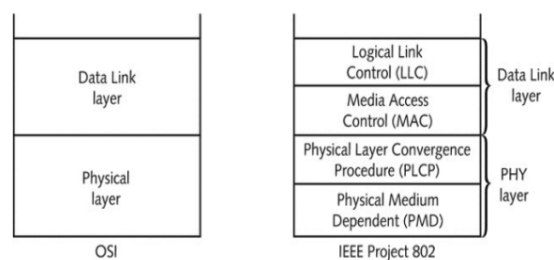 Data Link
layer
Physical
layer
OSI
Logical Link
Control (LLC)
Media Access
Control (MAC)
Physical Layer Convergence
Procedure (PLCP)
Physical Medium
Dependent (PMD)
IEEE Project 802
Data Link
layer
PHY
layer